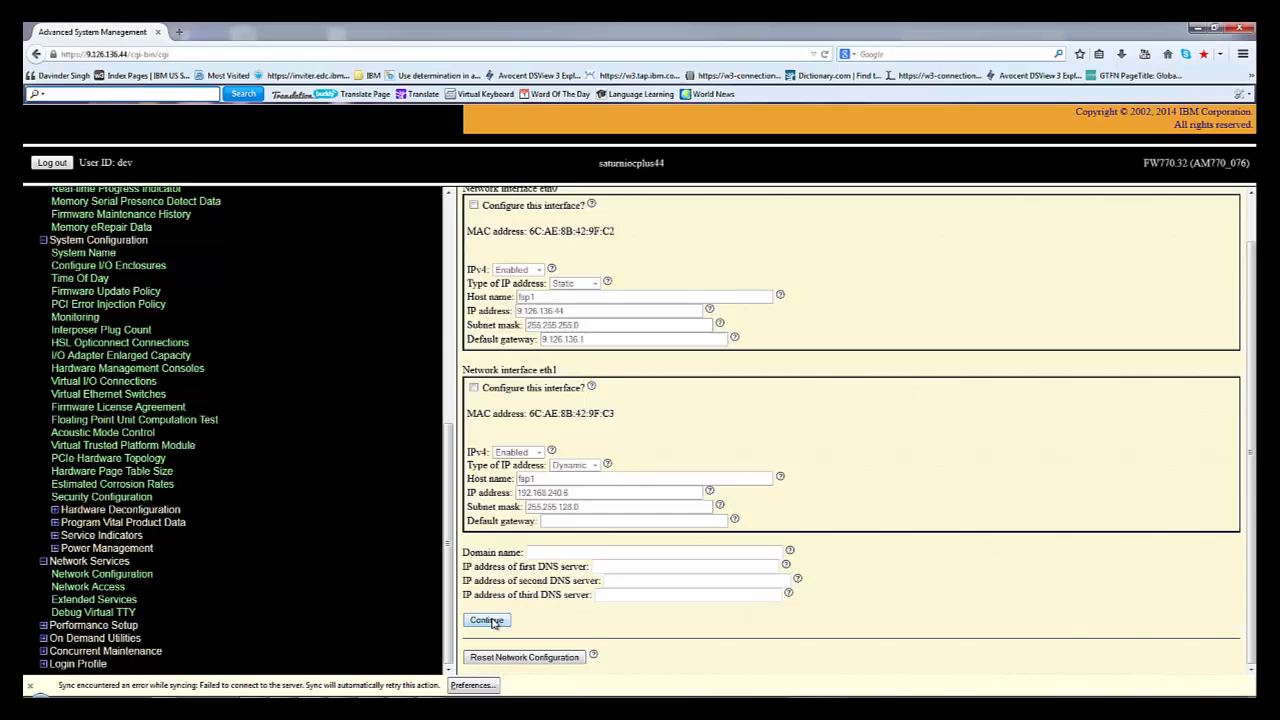 Advanced System Management
https://9.126.136.44/cgi-bin/cgi
Google
Davinder Singh
Index Pages | IBM US S...
Most Visited
https://inviter.edc.ibm...
IBM
Use determination in a...
Avocent DSView 3 Expl...
https://w3.tap.ibm.co...
https://w3-connection...
Dictionary.com | Find t...
https://w3-connection...
Avocent DSView 3 Expl...
GTFN PageTitle: Globa...
Search
Translation buddy
Translate Page
Translate
Virtual Keyboard
Word Of The Day
Language Learning
World News
Copyright © 2002, 2014 IBM Corporation.
All rights reserved.
Log out
User ID: dev
saturniocplus44
FW770.32 (AM770_076)
Real-time Progress Indicator
Memory Serial Presence Detect Data
Firmware Maintenance History
Memory eRepair Data
System Configuration
System Name
Configure I/O Enclosures
Time Of Day
Firmware Update Policy
PCI Error Injection Policy
Monitoring
Interposer Plug Count
HSL Opticonnect Connections
I/O Adapter Enlarged Capacity
Hardware Management Consoles
Virtual I/O Connections
Virtual Ethernet Switches
Firmware License Agreement
Floating Point Unit Computation Test
Acoustic Mode Control
Virtual Trusted Platform Module
PCIe Hardware Topology
Hardware Page Table Size
Estimated Corrosion Rates
Security Configuration
Hardware Deconfiguration
Program Vital Product Data
Service Indicators
Power Management
Network Services
Network Configuration
Network Access
Extended Services
Debug Virtual TTY
Performance Setup
On Demand Utilities
Concurrent Maintenance
Login Profile
Network interface eth0
Configure this interface?
MAC address: 6C:AE:8B:42:9F:C2
IPv4: Enabled
Type of IP address: Static
Host name: fsp1
IP address: 9.126.136.44
Subnet mask: 255.255.255.0
Default gateway: 9.126.136.1
Network interface eth1
Configure this interface?
MAC address: 6C:AE:8B:42:9F:C3
IPv4: Enabled
Type of IP address: Dynamic
Host name: fsp1
IP address: 192.168.240.6
Subnet mask: 255.255.128.0
Default gateway:
Domain name:
IP address of first DNS server:
IP address of second DNS server:
IP address of third DNS server:
Continue
Reset Network Configuration
Sync encountered an error while syncing: Failed to connect to the server. Sync will automatically retry this action.
Preferences...